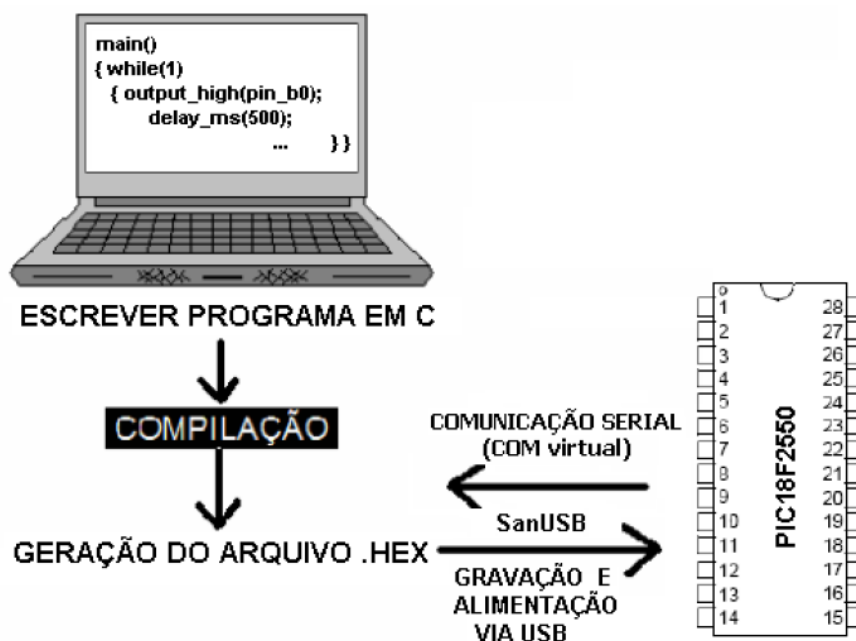 main()
{ while(1)
{ output_high(pin_b0);
delay_ms(500);
... } }
ESCREVER PROGRAMA EM C
COMPILAÇÃO
GERAÇÃO DO ARQUIVO .HEX
COMUNICAÇÃO SERIAL
(COM virtual)
SanUSB
GRAVAÇÃO E
ALIMENTAÇÃO
VIA USB
PIC18F2550
1 28
2 27
3 26
4 25
5 24
6 23
7 22
8 21
9 20
10 19
11 18
12 17
13 16
14 15